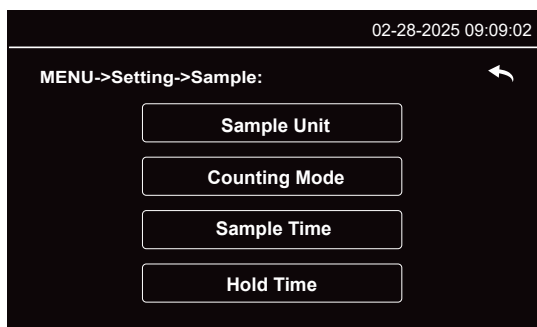 02-28-2025 09:09:02
MENU->Setting->Sample:
Sample Unit
Counting Mode
Sample Time
Hold Time